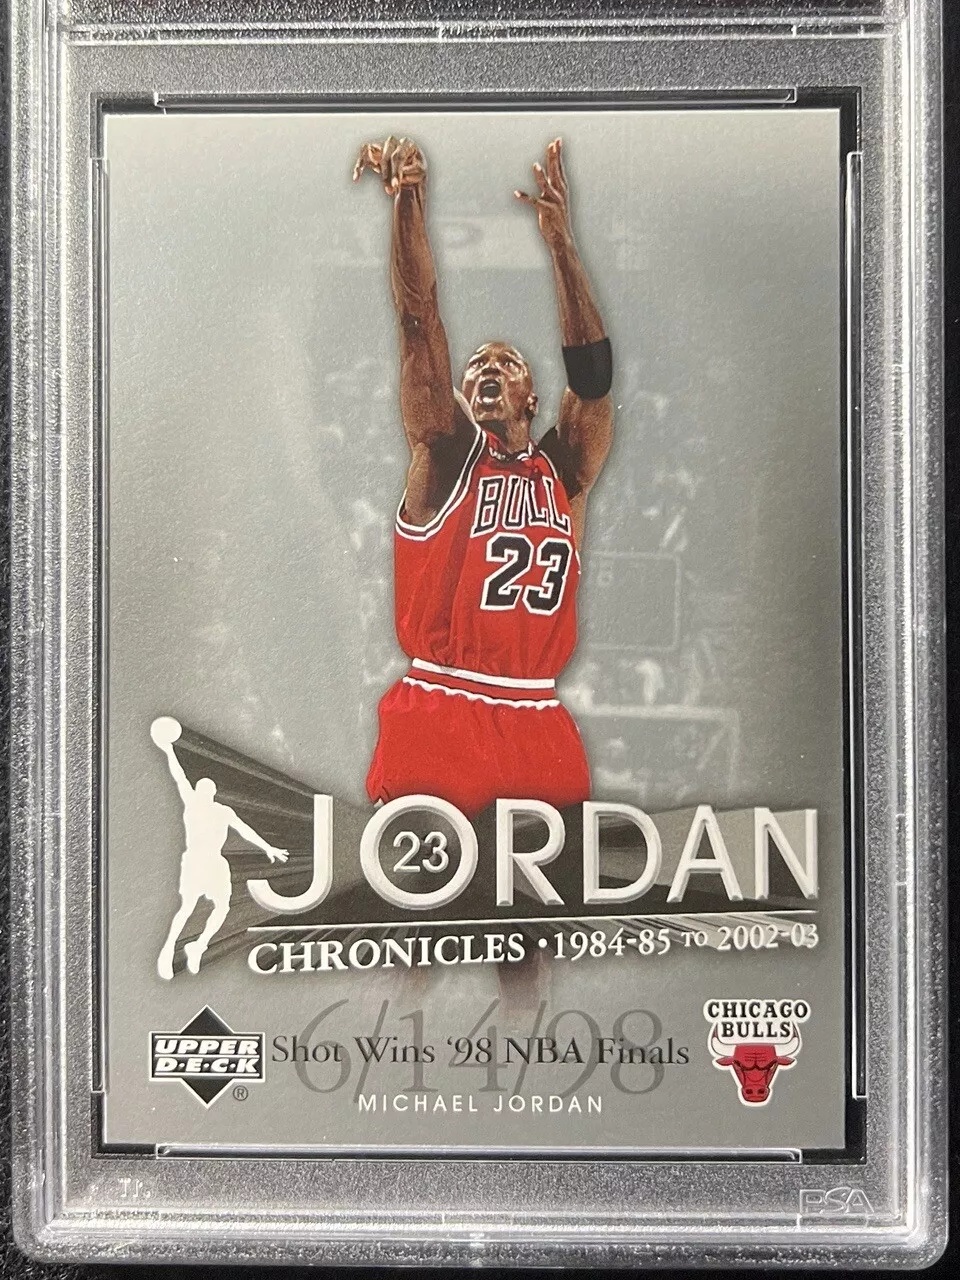 BULL
23
JORDAN
23
CHRONICLES • 1984-85 TO 2002-03
6/14/98
Shot Wins '98 NBA Finals
MICHAEL JORDAN
UPPER
D·E·C·K
®
CHICAGO
BULLS
PSA